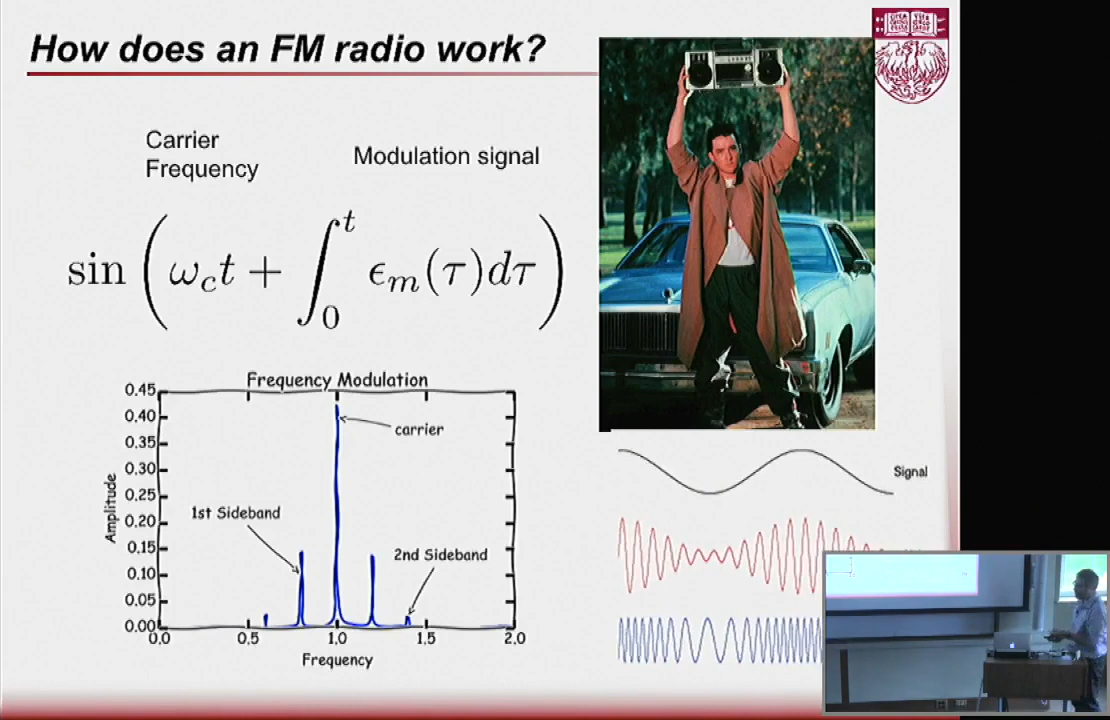 How does an FM radio work?
Carrier
Frequency
Modulation signal
sin ( ω_c t + ∫_0^t ϵ_m(τ)dτ )
Frequency Modulation
Amplitude
0.45
0.40
0.35
0.30
0.25
0.20
0.15
0.10
0.05
0.00
carrier
1st Sideband
2nd Sideband
0.0 0.5 1.0 1.5 2.0
Frequency
Signal